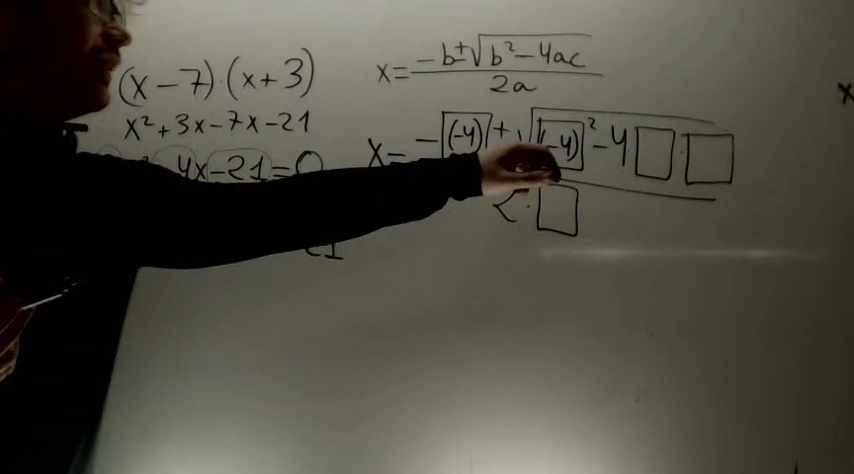 (x-7)·(x+3)
x²+3x-7x-21
4x-21=0
x=(-b±√(b²-4ac))/2a
x= -(-4)± √((-4)²-4□·□)
2·□
x